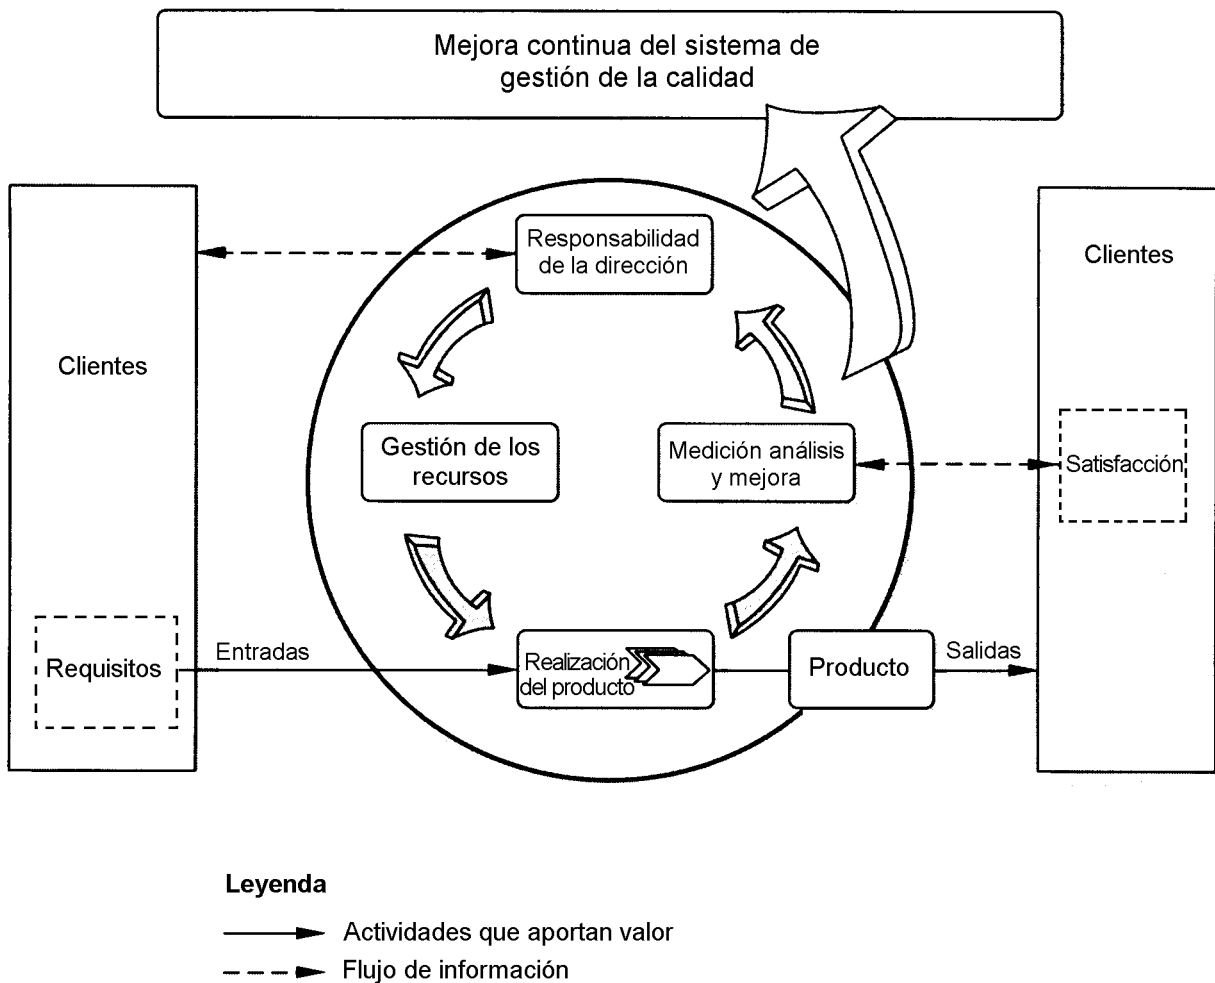 Mejora continua del sistema de
gestión de la calidad
Responsabilidad
de la dirección
Clientes
Clientes
Gestión de los
recursos
Medición análisis
y mejora
Satisfacción
Requisitos
Entradas
Realización
del producto
Producto
Salidas
Leyenda
Actividades que aportan valor
Flujo de información